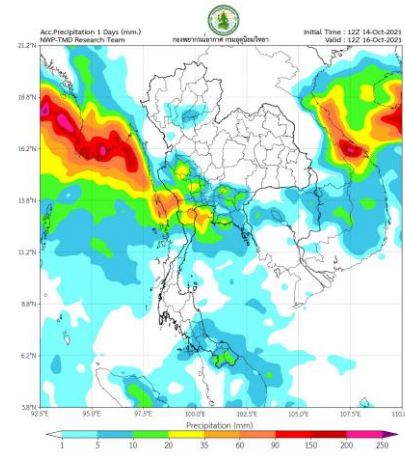 Acc.Precipitation 1 Days (mm.)
NWP-TMD Research Team
กองพยากรณ์อากาศ กรมอุตุนิยมวิทยา
Initial Time : 12Z 14-Oct-2021
Valid : 12Z 16-Oct-2021
21.2°N
18.8°N
16.2°N
13.8°N
11.2°N
8.8°N
6.2°N
3.8°N
92.5°E 95.0°E 97.5°E 100.0°E 102.5°E 105.0°E 107.5°E 110.0
Precipitation (mm)
1 5 10 20 35 60 90 150 200 250